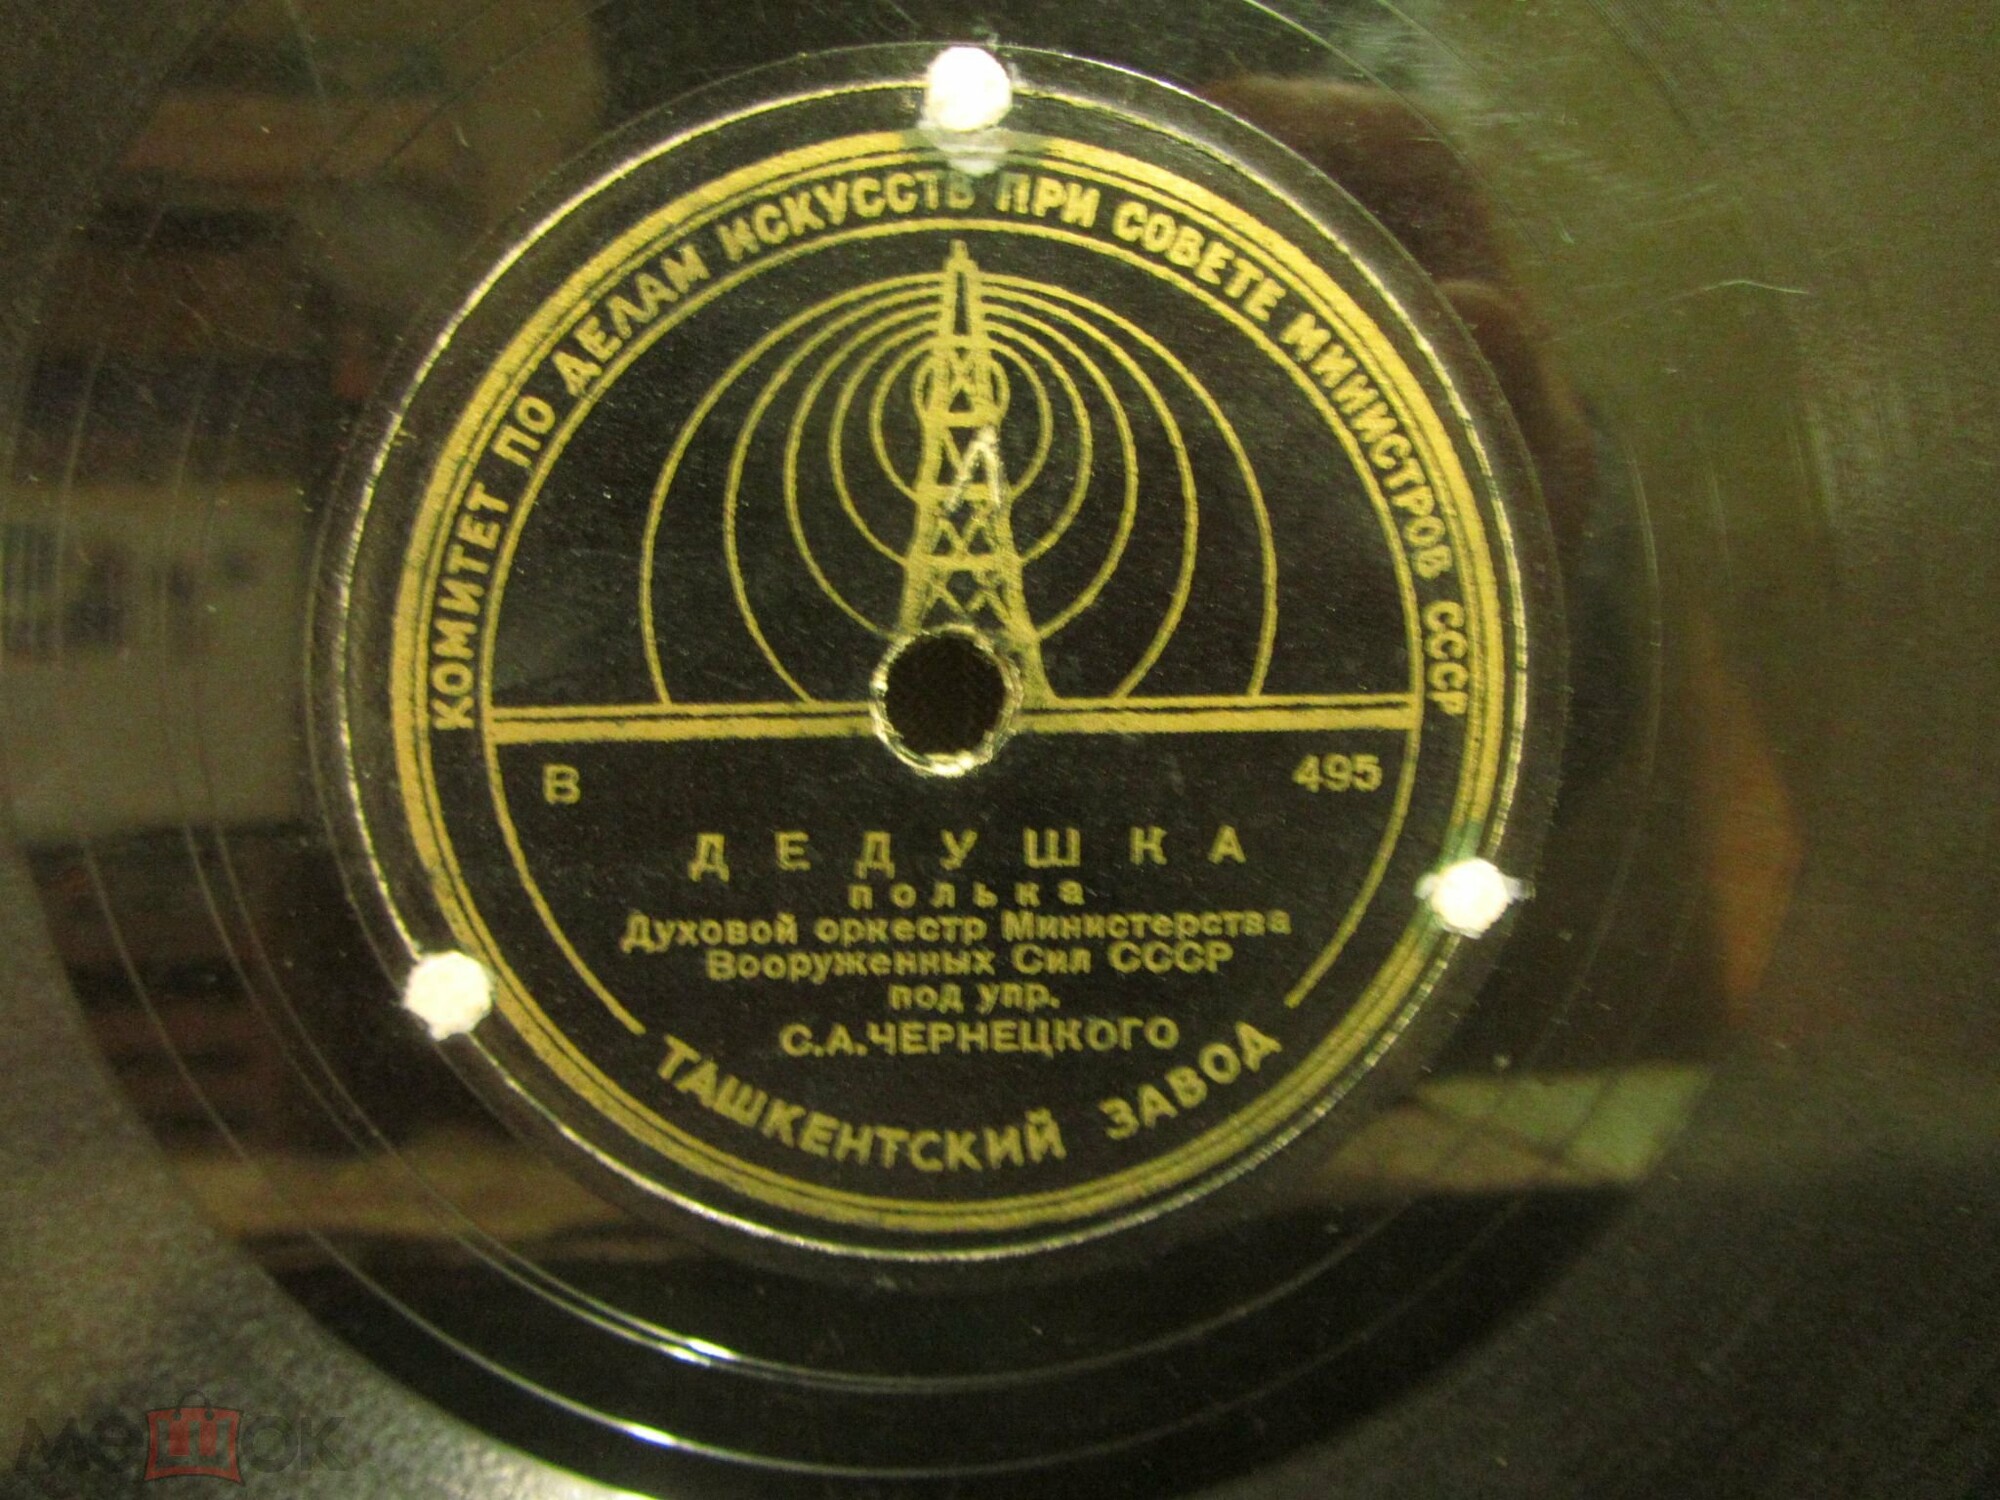 КОМИТЕТ ПО ДЕЛАМ ИСКУССТВ ПРИ СОВЕТЕ МИНИСТРОВ СССР
В 495
ДЕДУШКА
полька
Духовой оркестр Министерства
Вооруженных Сил СССР
под упр.
С.А.ЧЕРНЕЦКОГО
ТАШКЕНТСКИЙ ЗАВОД
мешок